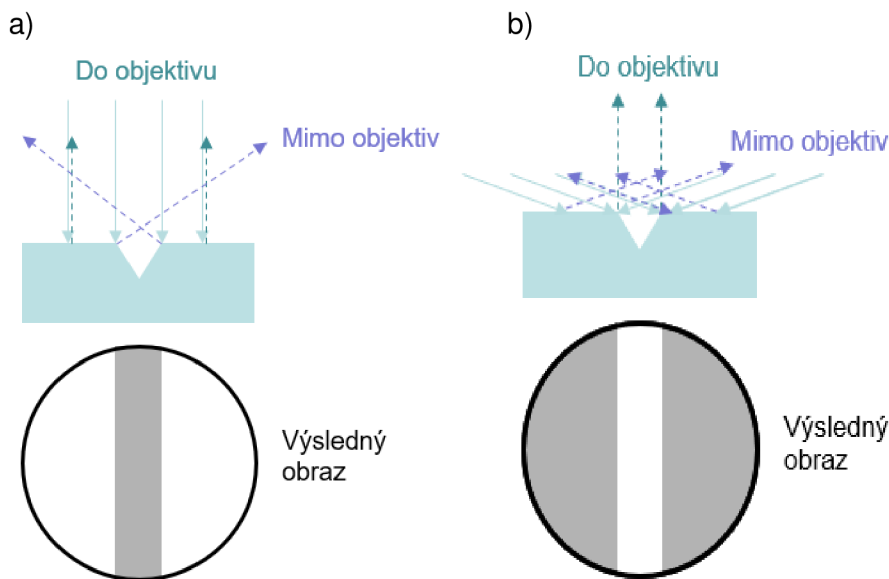 a)
Do objektivu
Mimo objektiv
Výsledný
obraz
b)
Do objektivu
Mimo objektiv
Výsledný
obraz